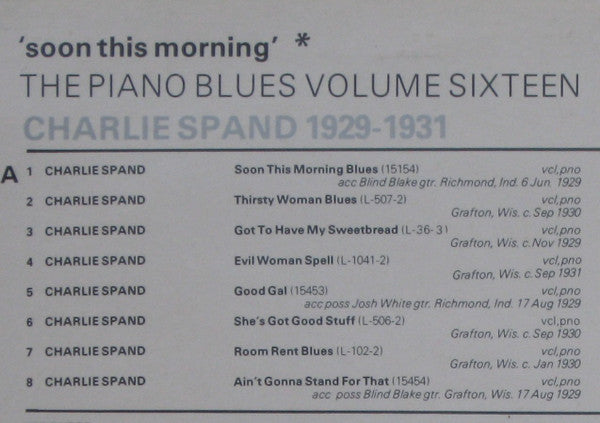 'soon this morning' *
THE PIANO BLUES VOLUME SIXTEEN
CHARLIE SPAND 1929-1931
A 1 CHARLIE SPAND Soon This Morning Blues (15154) vcl,pno
acc Blind Blake gtr. Richmond, Ind. 6 Jun 1929
2 CHARLIE SPAND Thirsty Woman Blues (L-507-2) vcl,pno
Grafton, Wis. c. Sep 1930
3 CHARLIE SPAND Got To Have My Sweetbread (L-36-3) vcl,pno
Grafton, Wis. c. Nov 1929
4 CHARLIE SPAND Evil Woman Spell (L-1041-2) vcl,pno
Grafton, Wis. c. Sep 1931
5 CHARLIE SPAND Good Gal (15453) vcl,pno
acc poss Josh White gtr. Richmond, Ind. 17 Aug 1929
6 CHARLIE SPAND She's Got Good Stuff (L-506-2) vcl,pno
Grafton, Wis. c. Sep 1930
7 CHARLIE SPAND Room Rent Blues (L-102-2) vcl,pno
Grafton, Wis. c. Jan 1930
8 CHARLIE SPAND Ain't Gonna Stand For That (15454) vcl,pno
acc poss Blind Blake gtr. Grafton, Wis. 17 Aug 1929